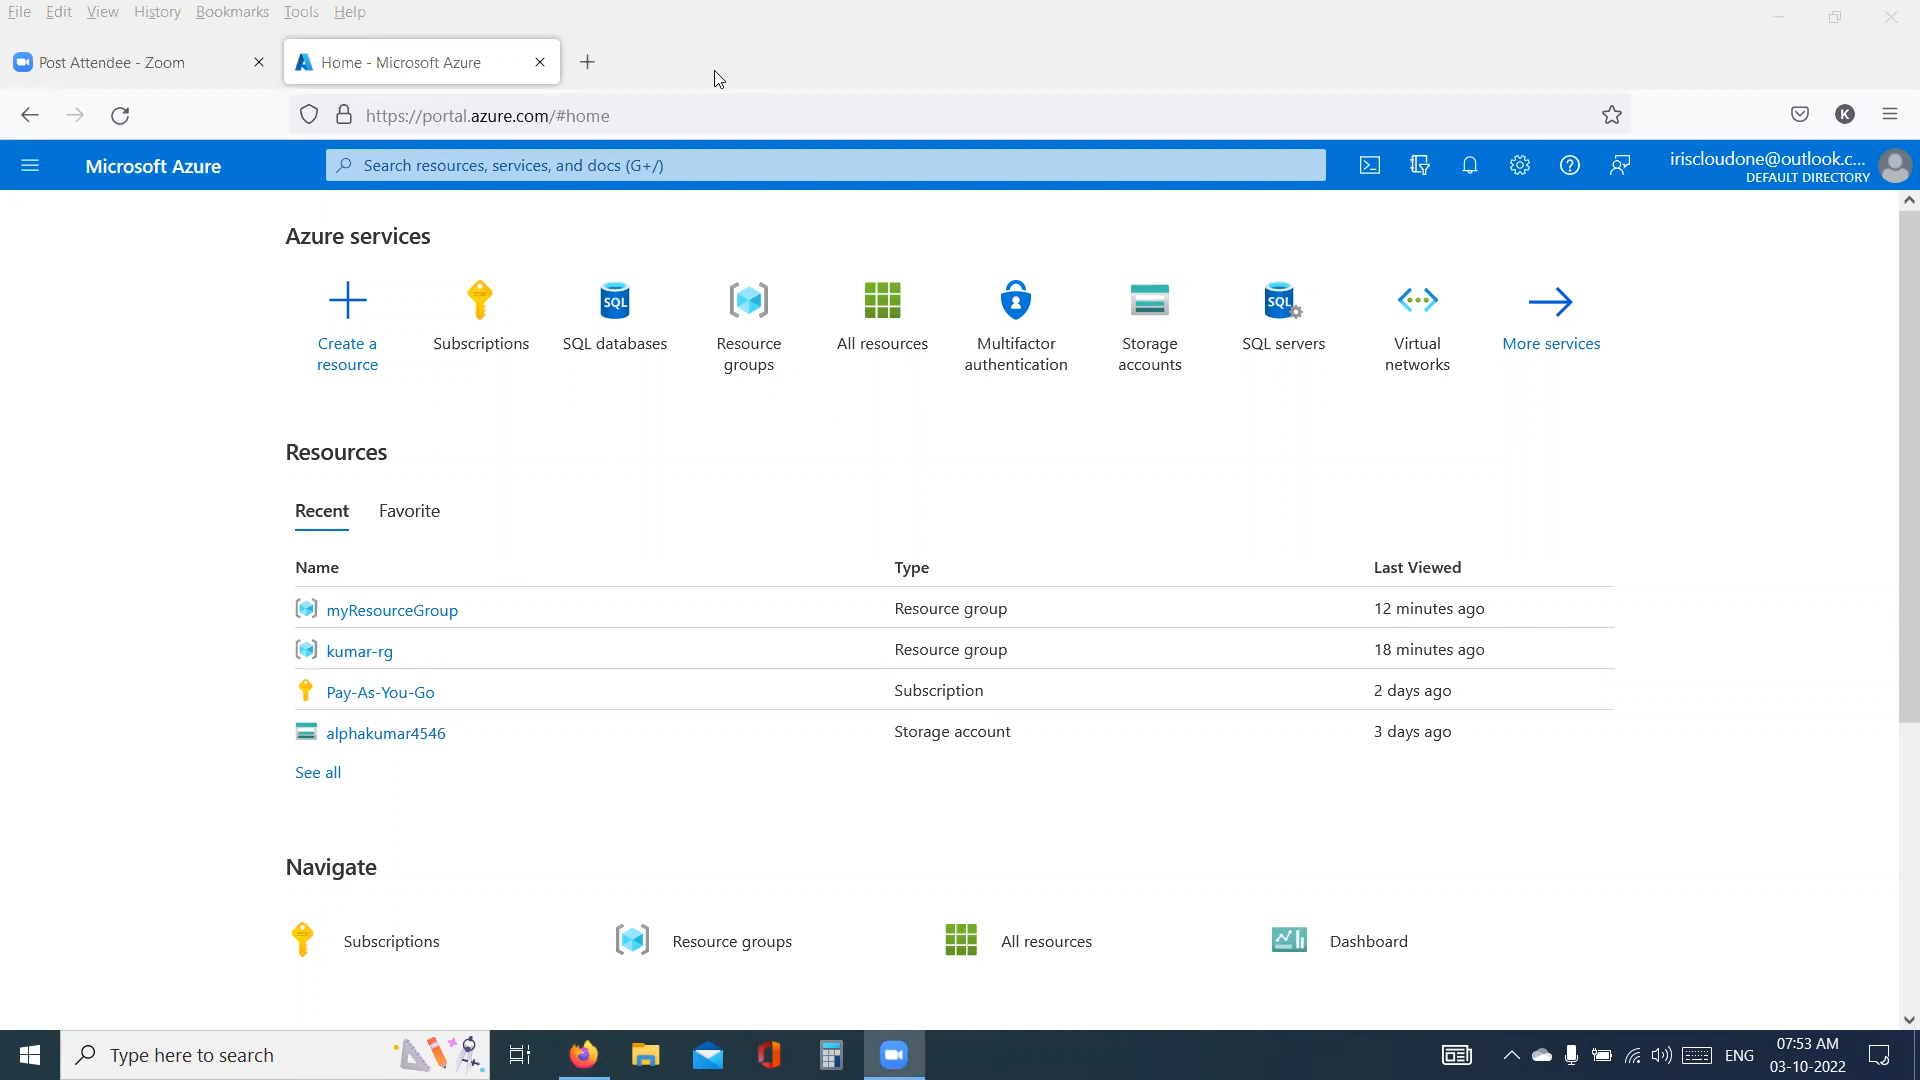 File Edit View History Bookmarks Tools Help
Post Attendee - Zoom
Home - Microsoft Azure
https://portal.azure.com/#home
K
Microsoft Azure
Search resources, services, and docs (G+/)
iriscloudone@outlook.c...
DEFAULT DIRECTORY
Azure services
Create a resource
Subscriptions
SQL
SQL databases
Resource groups
All resources
Multifactor authentication
Storage accounts
SQL
SQL servers
Virtual networks
More services
Resources
Recent Favorite
Name Type Last Viewed
myResourceGroup Resource group 12 minutes ago
kumar-rg Resource group 18 minutes ago
Pay-As-You-Go Subscription 2 days ago
alphakumar4546 Storage account 3 days ago
See all
Navigate
Subscriptions Resource groups All resources Dashboard
Type here to search
ENG
07:53 AM
03-10-2022